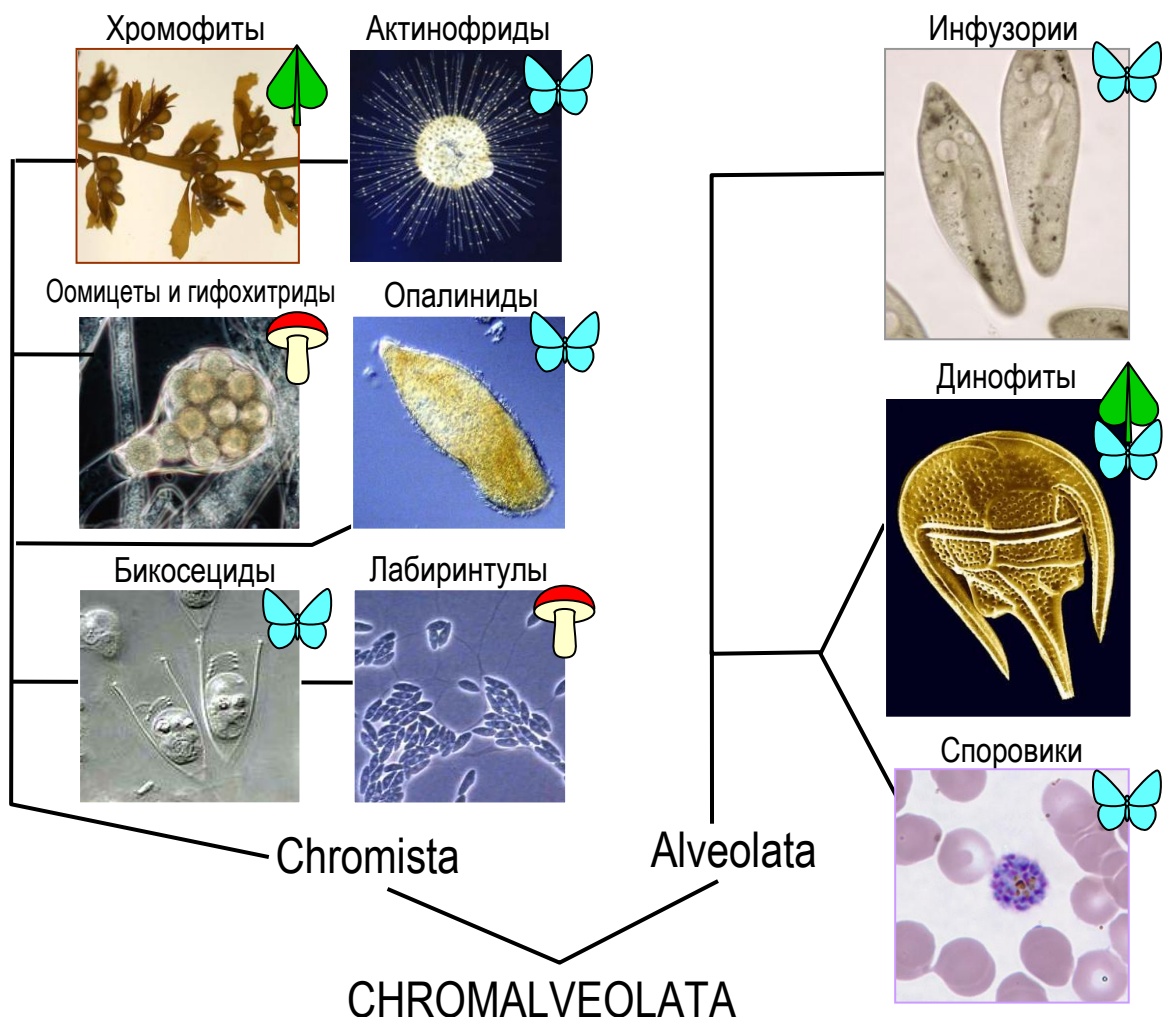 Хромофиты
Актинофриды
Инфузории
Оомицеты и гифохитриды
Опалиниды
Динофиты
Бикосециды
Лабиринтулы
Споровики
Chromista
Alveolata
CHROMALVEOLATA